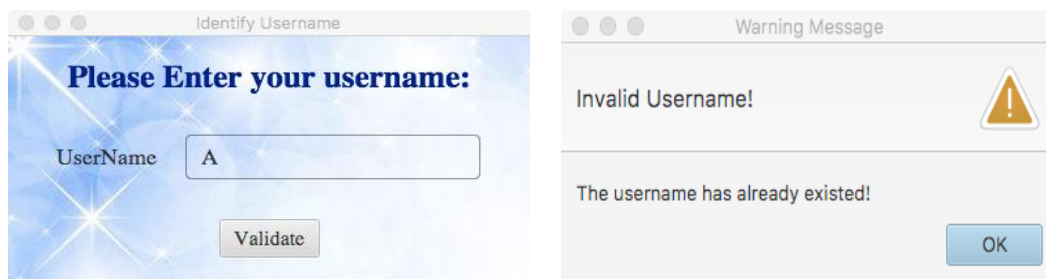 Identify Username
Please Enter your username:
UserName
A
Validate
Warning Message
Invalid Username!
The username has already existed!
OK